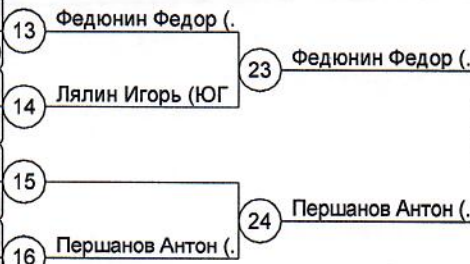 13 Федюнин Федор (.
23 Федюнин Федор (.
14 Лялин Игорь (ЮГ
15
24 Першанов Антон (.
16 Першанов Антон (.